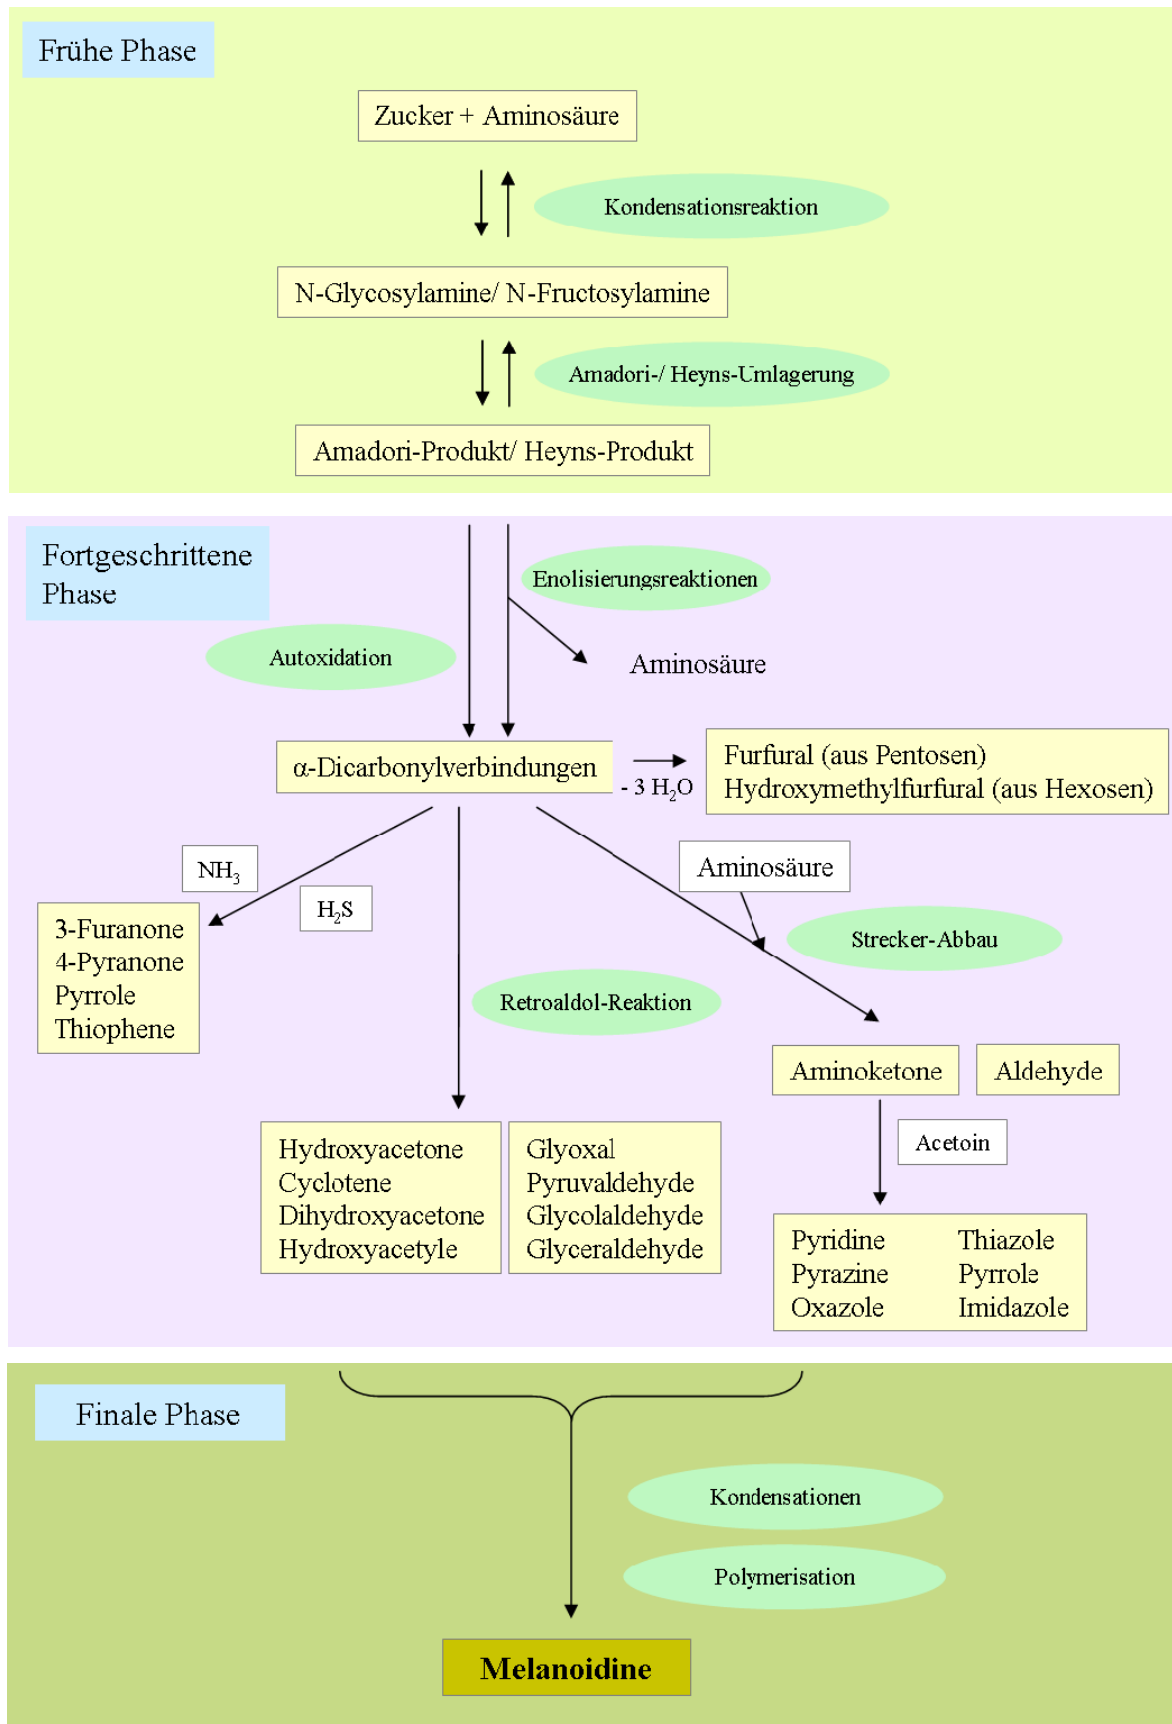 Frühe Phase
Zucker + Aminosäure
Kondensationsreaktion
N-Glycosylamine/ N-Fructosylamine
Amadori-/ Heyns-Umlagerung
Amadori-Produkt/ Heyns-Produkt
Fortgeschrittene
Phase
Enolisierungsreaktionen
Autoxidation
Aminosäure
α-Dicarbonylverbindungen
- 3 H₂O
Furfural (aus Pentosen)
Hydroxymethylfurfural (aus Hexosen)
NH₃
H₂S
Aminosäure
3-Furanone
4-Pyranone
Pyrrole
Thiophene
Strecker-Abbau
Retroaldol-Reaktion
Aminoketone
Aldehyde
Acetoin
Hydroxyacetone
Cyclotene
Dihydroxyacetone
Hydroxyacetyle
Glyoxal
Pyruvaldehyde
Glycolaldehyde
Glyceraldehyde
Pyridine Thiazole
Pyrazine Pyrrole
Oxazole Imidazole
Finale Phase
Kondensationen
Polymerisation
Melanoidine